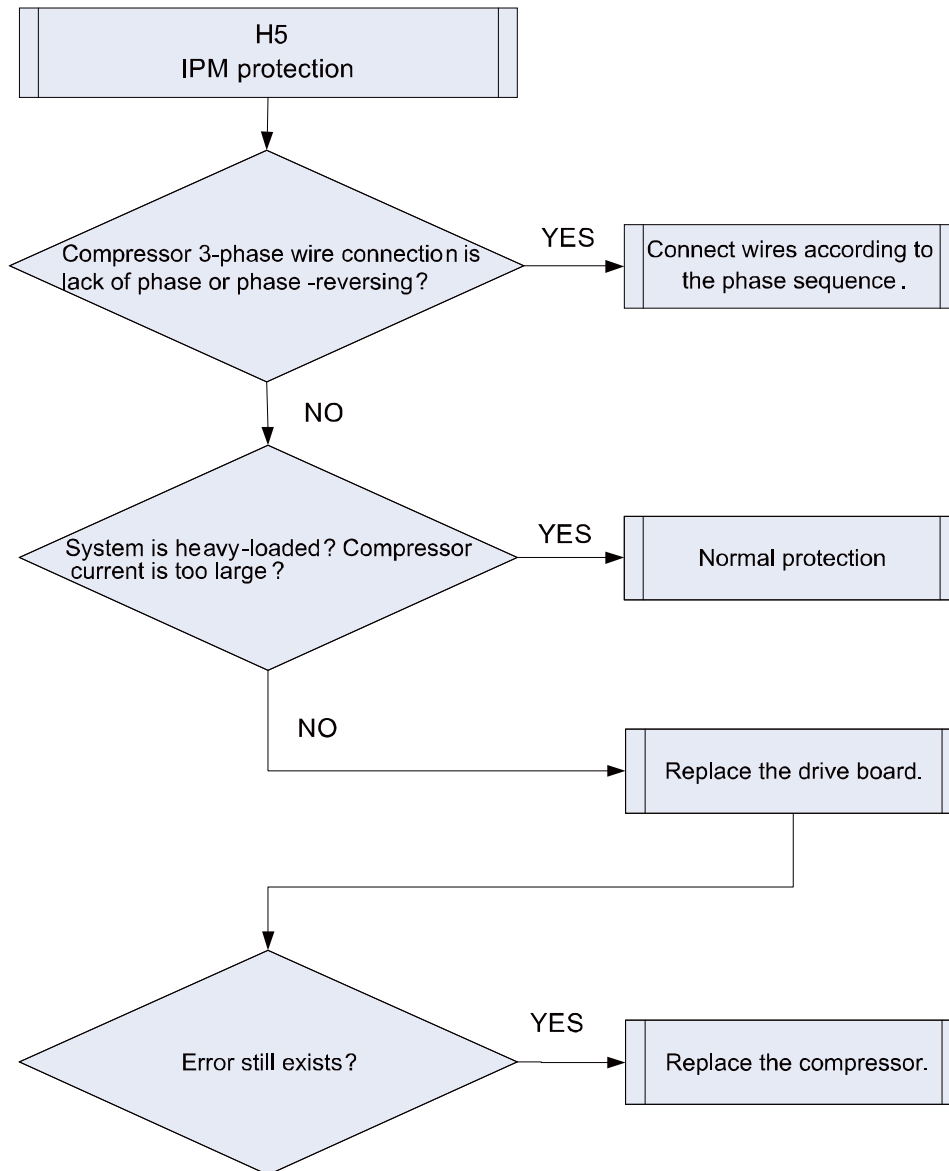 H5
IPM protection
Compressor 3-phase wire connection is
lack of phase or phase -reversing?
YES
Connect wires according to
the phase sequence.
NO
System is heavy-loaded? Compressor
current is too large?
YES
Normal protection
NO
Replace the drive board.
Error still exists?
YES
Replace the compressor.